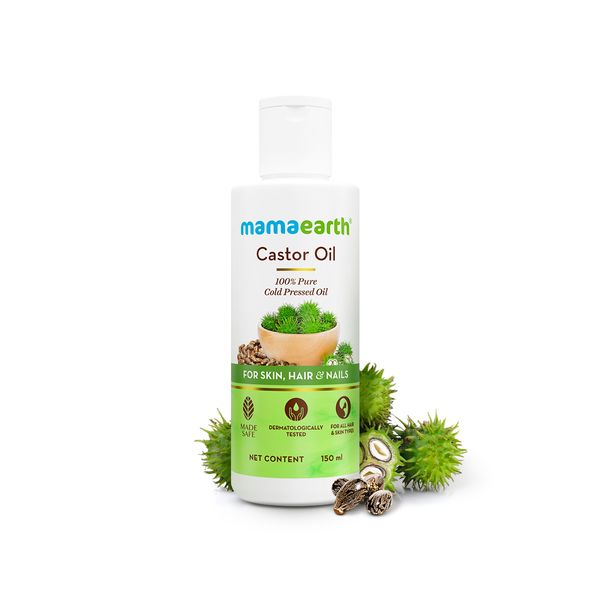 mamaearth®
Castor Oil
100% Pure
Cold Pressed Oil
FOR SKIN, HAIR & NAILS
MADE
SAFE
DERMATOLOGICALLY
TESTED
FOR ALL HAIR
& SKIN TYPES
NET CONTENT 150 ml